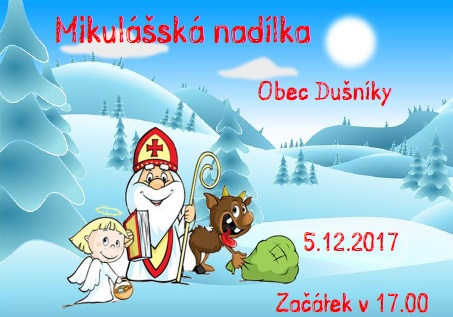 Mikulášská nadílka
Obec Dušníky
5.12.2017
Začátek v 17.00